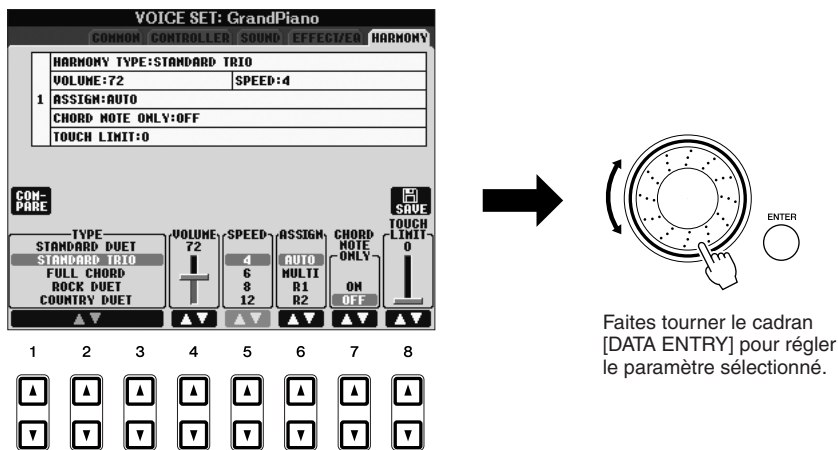 VOICE SET: GrandPiano
COMMON CONTROLLER SOUND EFFECT/EQ HARMONY
HARMONY TYPE:STANDARD TRIO
VOLUME:72 SPEED:4
1 ASSIGN:AUTO
CHORD NOTE ONLY:OFF
TOUCH LIMIT:0
COM-
PARE
SAVE
TYPE
STANDARD DUET
STANDARD TRIO
FULL CHORD
ROCK DUET
COUNTRY DUET
VOLUME
72
SPEED
4
6
8
12
ASSIGN
AUTO
MULTI
R1
R2
CHORD
NOTE
ONLY
ON
OFF
TOUCH
LIMIT
0
1 2 3 4 5 6 7 8
ENTER
Faites tourner le cadran
[DATA ENTRY] pour régler
le paramètre sélectionné.